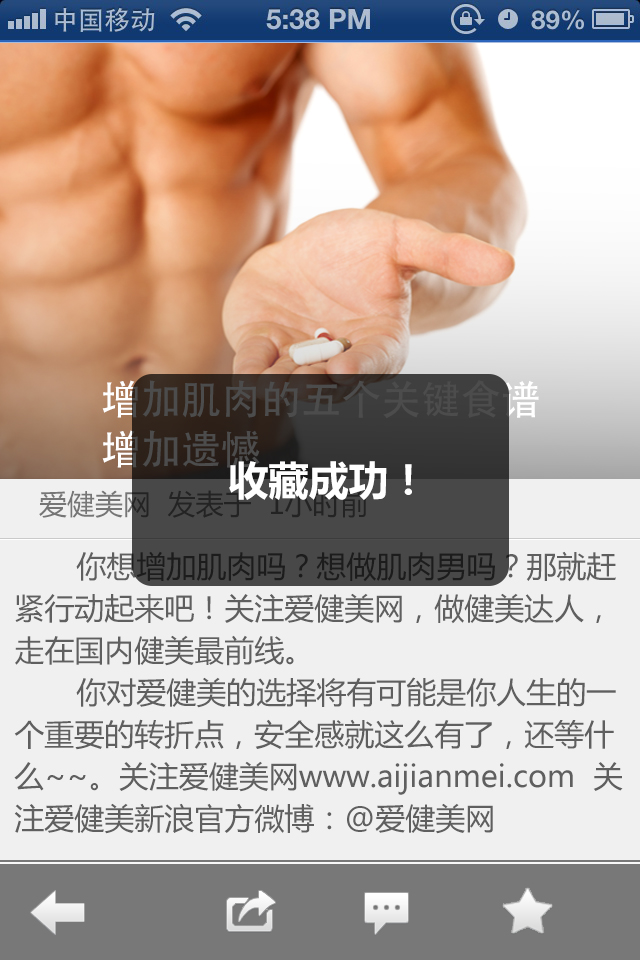 中国移动 5:38 PM 89%
增加肌肉的五个关键食谱
增加遗憾
收藏成功！
爱健美网 发表于 1小时前
你想增加肌肉吗？想做肌肉男吗？那就赶
紧行动起来吧！关注爱健美网，做健美达人，
走在国内健美最前线。
你对爱健美的选择将有可能是你人生的一
个重要的转折点，安全感就这么有了，还等什
么~~。关注爱健美网www.aijianmei.com 关
注爱健美新浪官方微博：@爱健美网